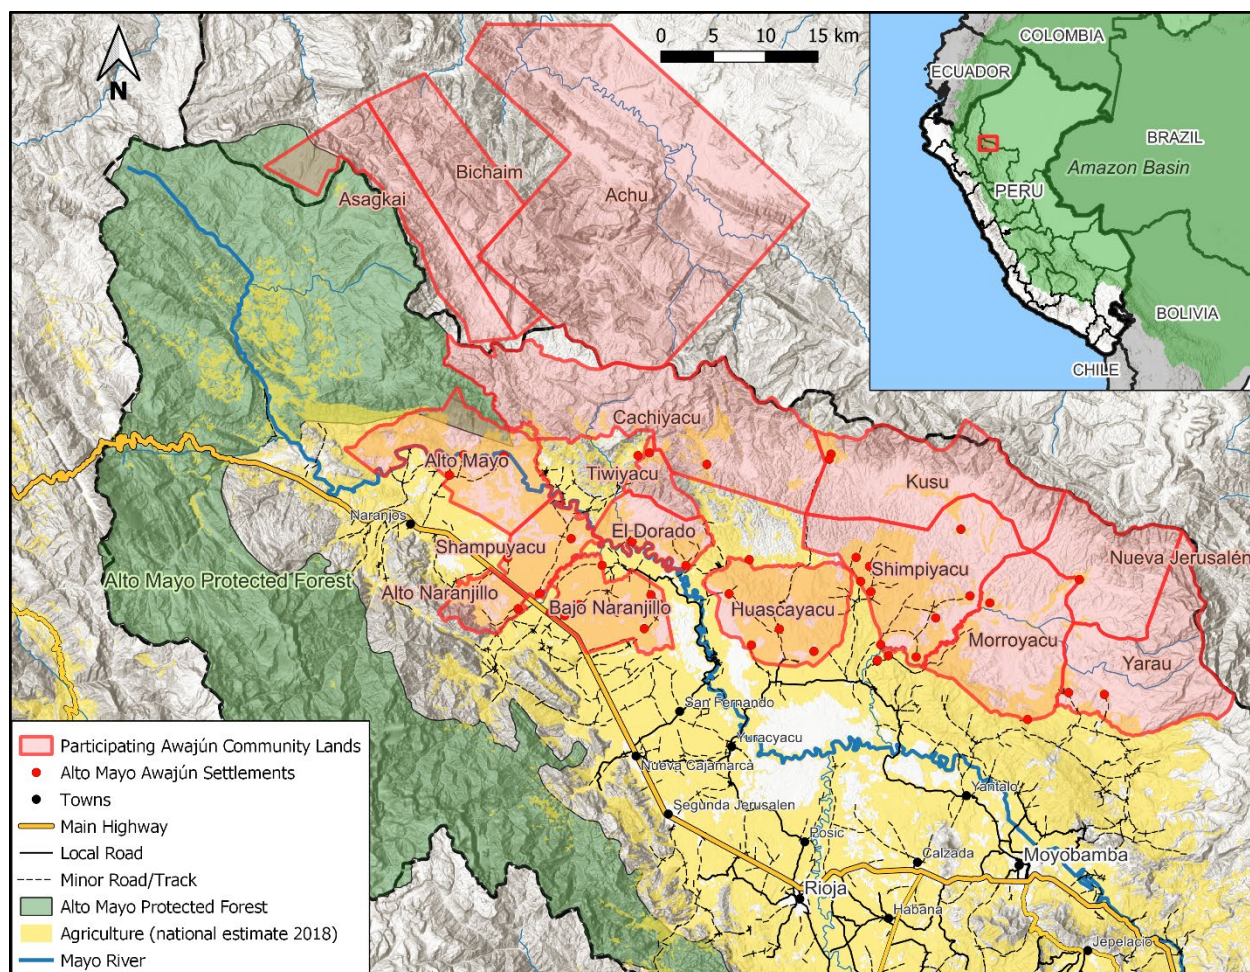 N
0 5 10 15 km
COLOMBIA
ECUADOR
BRAZIL
Amazon Basin
PERU
BOLIVIA
CHILE
Asagkai
Bichaim
Achu
Cachiyacu
Alto Mayo
Tiwiyacu
Kusu
Naranjos
El Dorado
Shampuyacu
Nueva Jerusalén
Shimpiyacu
Alto Mayo Protected Forest
Alto Naranjillo
Bajo Naranjillo
Huascayacu
Morroyacu
Yarau
San Fernando
Yuracyacu
Nueva Cajamarca
Yantalo
Segunda Jerusalen
Posic
Calzada
Moyobamba
Rioja
Habana
Jepelacio
Participating Awajún Community Lands
Alto Mayo Awajún Settlements
Towns
Main Highway
Local Road
Minor Road/Track
Alto Mayo Protected Forest
Agriculture (national estimate 2018)
Mayo River